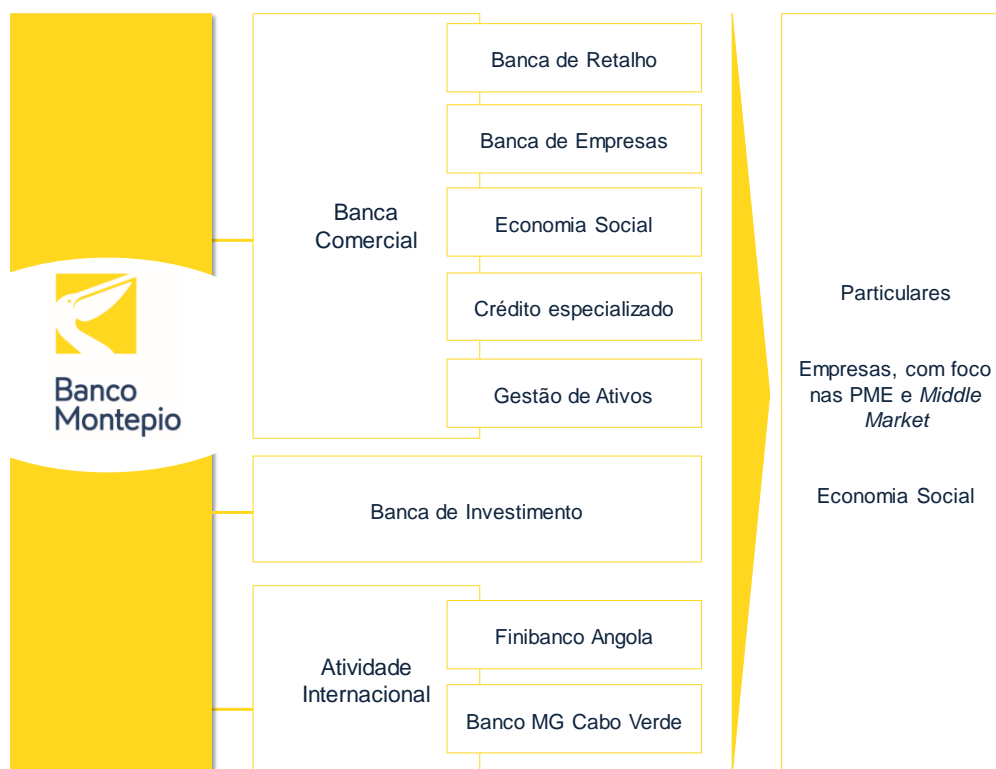 Banco
Montepio
Banca
Comercial
Banca de Retalho
Banca de Empresas
Economia Social
Crédito especializado
Gestão de Ativos
Banca de Investimento
Atividade
Internacional
Finibanco Angola
Banco MG Cabo Verde
Particulares
Empresas, com foco
nas PME e Middle
Market
Economia Social